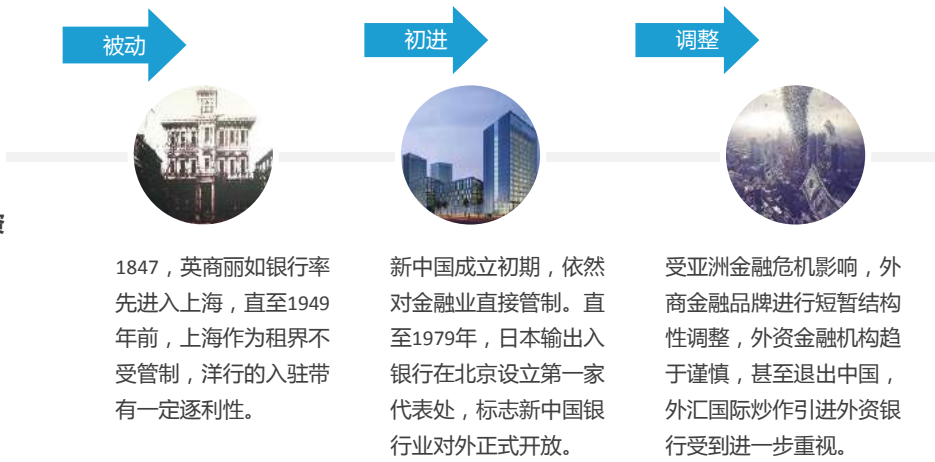 被动
初进
调整
资
1847，英商丽如银行率
先进入上海，直至1949
年前，上海作为租界不
受管制，洋行的入驻带
有一定逐利性。
新中国成立初期，依然
对金融业直接管制。直
至1979年，日本输出入
银行在北京设立第一家
代表处，标志新中国银
行业对外正式开放。
受亚洲金融危机影响，外
商金融品牌进行短暂结构
性调整，外资金融机构趋
于谨慎，甚至退出中国，
外汇国际炒作引进外资银
行受到进一步重视。